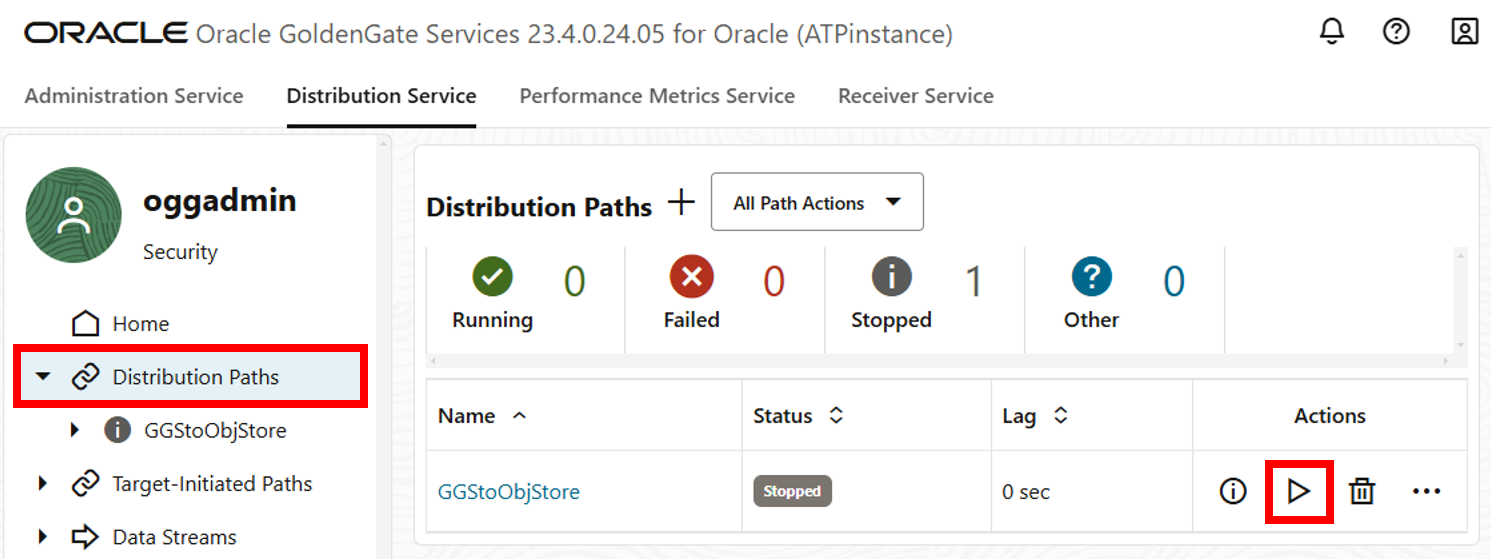 ORACLE Oracle GoldenGate Services 23.4.0.24.05 for Oracle (ATPinstance)
Administration Service Distribution Service Performance Metrics Service Receiver Service
oggadmin
Security
Home
Distribution Paths
GGStoObjStore
Target-Initiated Paths
Data Streams
Distribution Paths + All Path Actions
0 0 1 0
Running Failed Stopped Other
Name Status Lag Actions
GGStoObjStore Stopped 0 sec